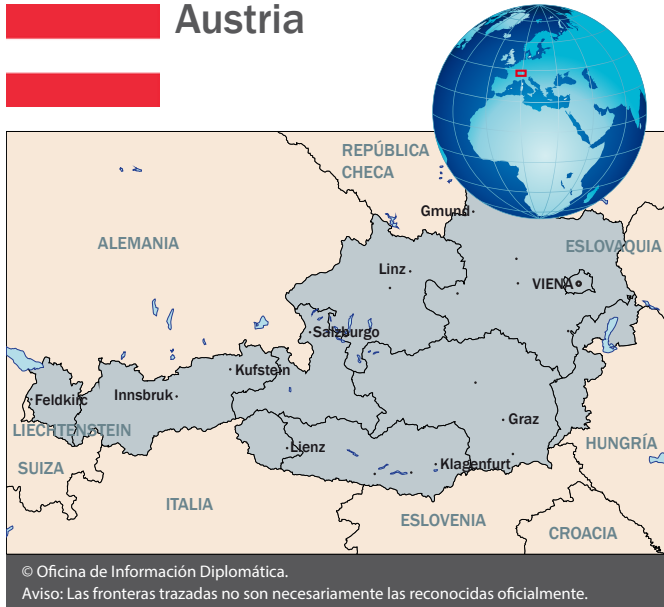 Austria
REPÚBLICA
CHECA
Gmund
ALEMANIA
ESLOVAQUIA
Linz
VIENA
Salzburgo
Kufstein
Feldkirc
Innsbruk
Graz
LIECHTENSTEIN
HUNGRÍA
Lienz
Klagenfurt
SUIZA
ITALIA
ESLOVENIA
CROACIA
© Oficina de Información Diplomática.
Aviso: Las fronteras trazadas no son necesariamente las reconocidas oficialmente.